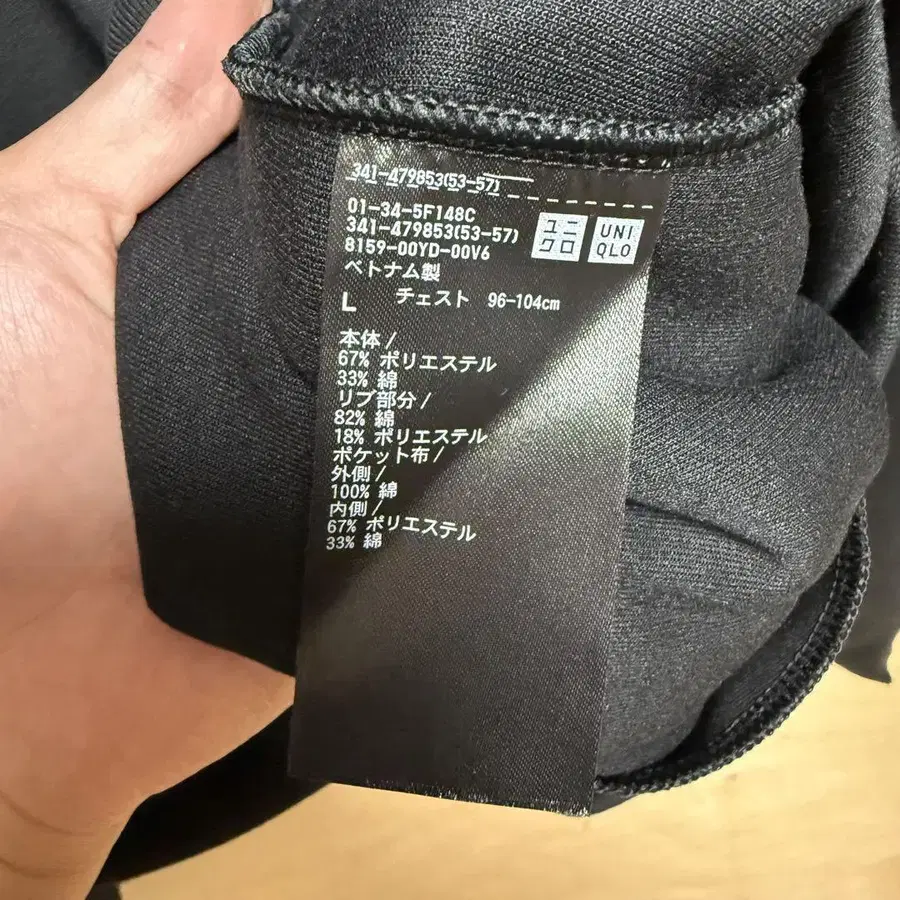 341-479853(53-57)
01-34-5F148C
341-479853(53-57)
8159-00YD-00V6
ユニ
クロ
UNI
QLO
ベトナム製
L チェスト 96-104cm
本体/
67% ポリエステル
33% 綿
リブ部分/
82% 綿
18% ポリエステル
ポケット布/
外側/
100% 綿
内側/
67% ポリエステル
33% 綿